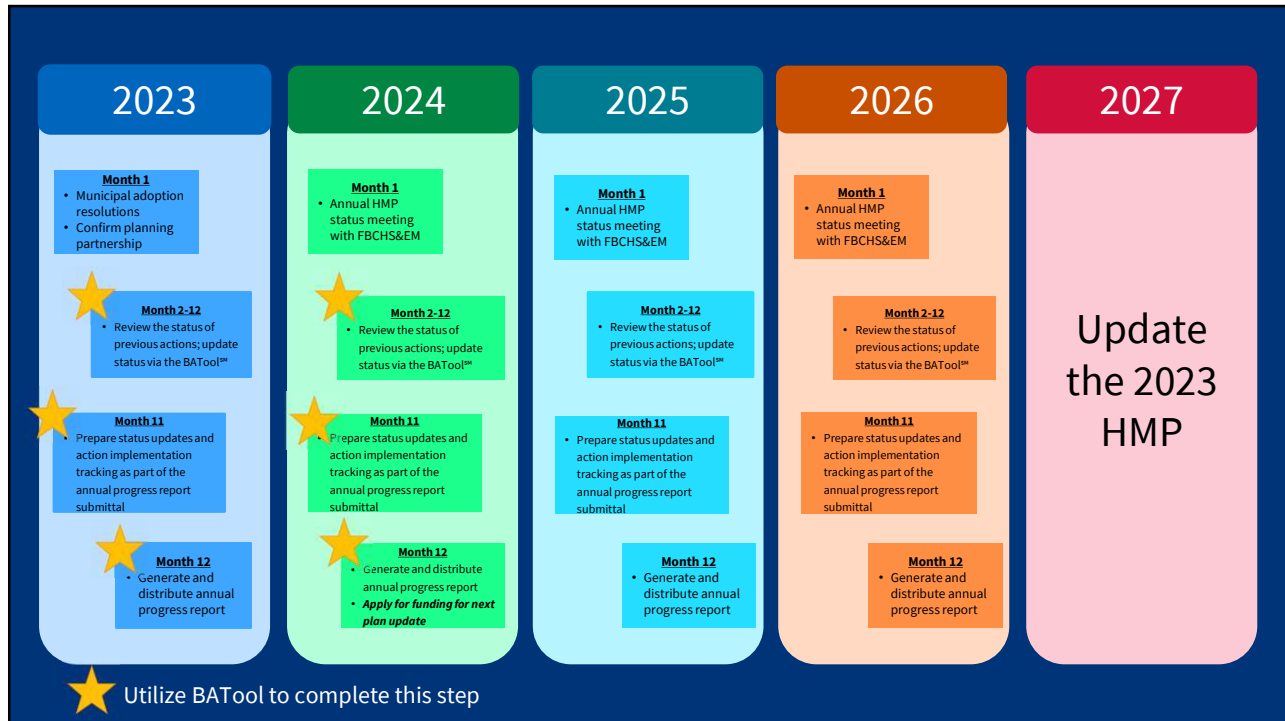 2023
Month 1
• Municipal adoption
resolutions
• Confirm planning
partnership
Month 2-12
• Review the status of
previous actions; update
status via the BATool℠
Month 11
• Prepare status updates and
action implementation
tracking as part of the
annual progress report
submittal
Month 12
• Generate and
distribute annual
progress report
2024
Month 1
• Annual HMP
status meeting
with FBCHS&EM
Month 2-12
• Review the status of
previous actions; update
status via the BATool℠
Month 11
• Prepare status updates and
action implementation
tracking as part of the
annual progress report
submittal
Month 12
• Generate and distribute
annual progress report
• Apply for funding for next
plan update
2025
Month 1
• Annual HMP
status meeting
with FBCHS&EM
Month 2-12
• Review the status of
previous actions; update
status via the BATool℠
Month 11
• Prepare status updates and
action implementation
tracking as part of the
annual progress report
submittal
Month 12
• Generate and
distribute annual
progress report
2026
Month 1
• Annual HMP
status meeting
with FBCHS&EM
Month 2-12
• Review the status of
previous actions; update
status via the BATool℠
Month 11
• Prepare status updates and
action implementation
tracking as part of the
annual progress report
submittal
Month 12
• Generate and
distribute annual
progress report
2027
Update
the 2023
HMP
Utilize BATool to complete this step